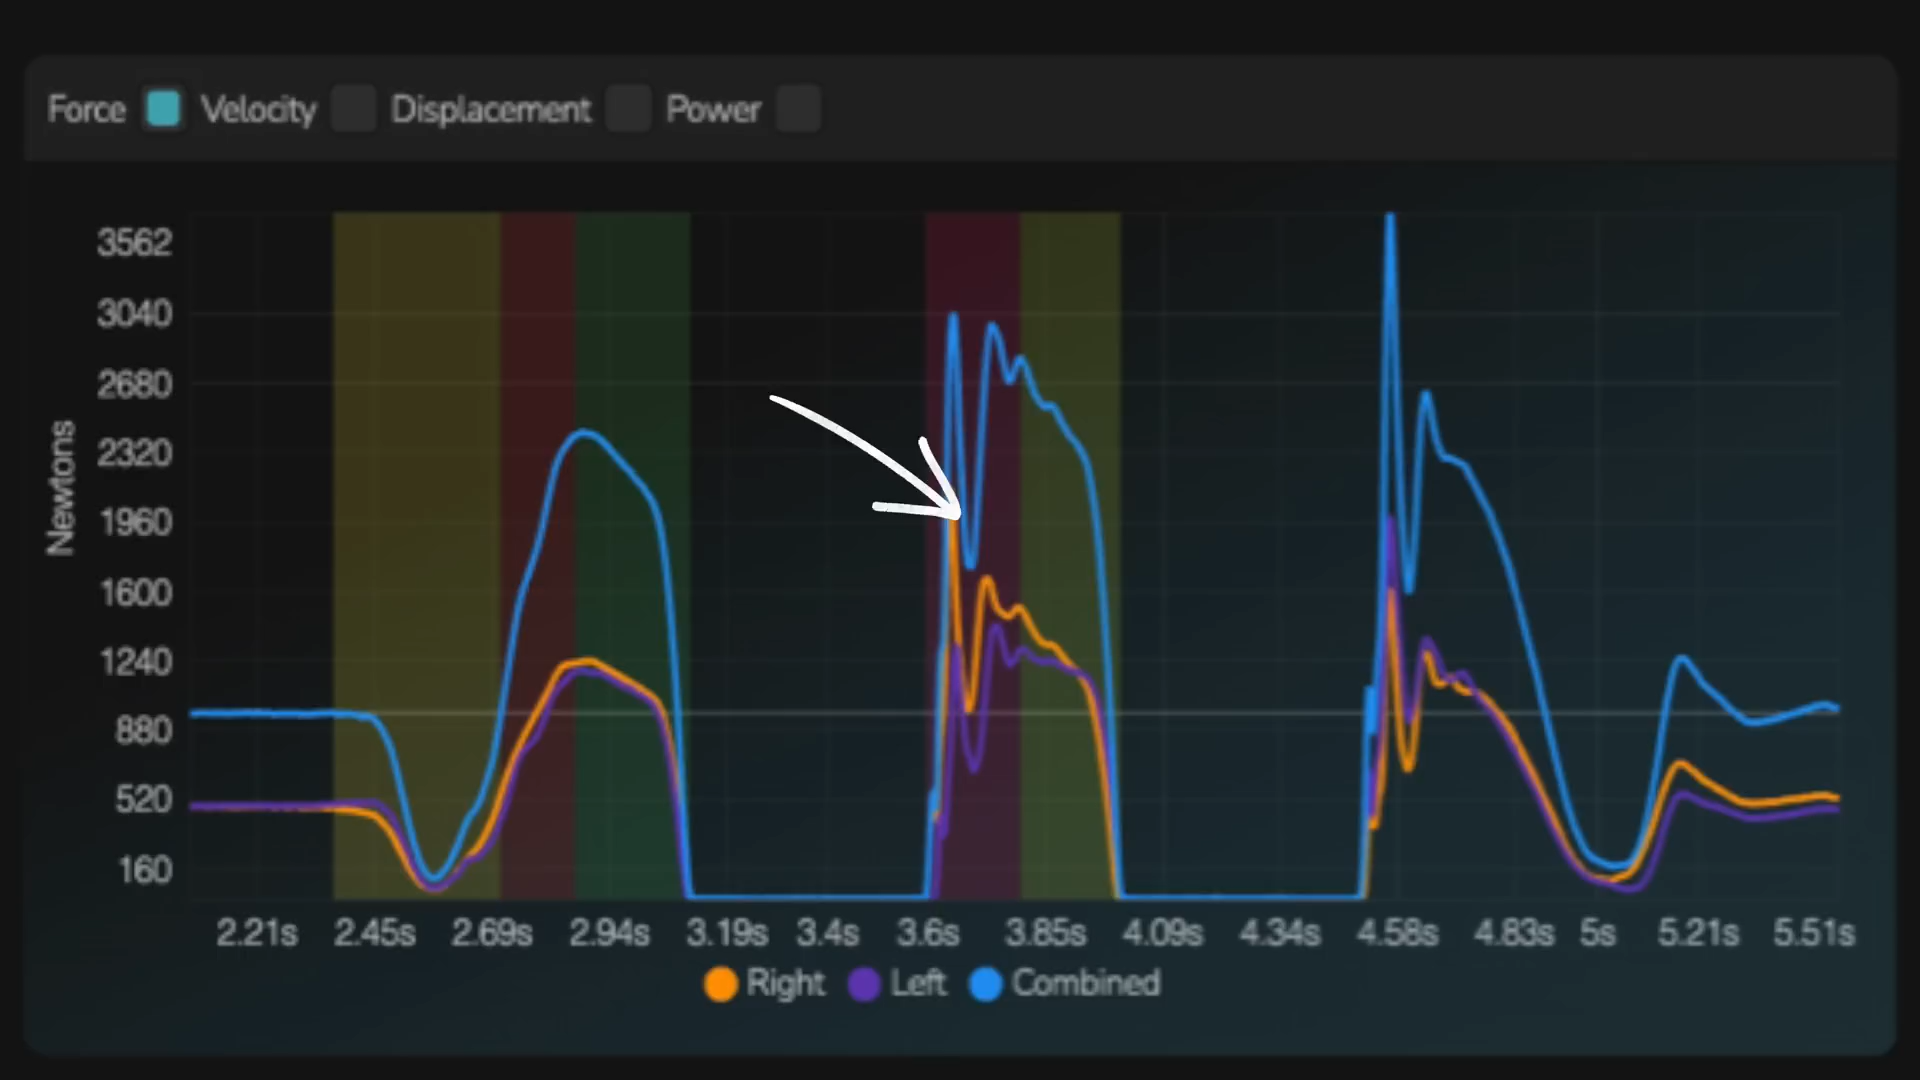 Force Velocity Displacement Power
3562
3040
2680
2320
1960
1600
1240
880
520
160
Newtons
2.21s 2.45s 2.69s 2.94s 3.19s 3.4s 3.6s 3.85s 4.09s 4.34s 4.58s 4.83s 5s 5.21s 5.51s
Right Left Combined